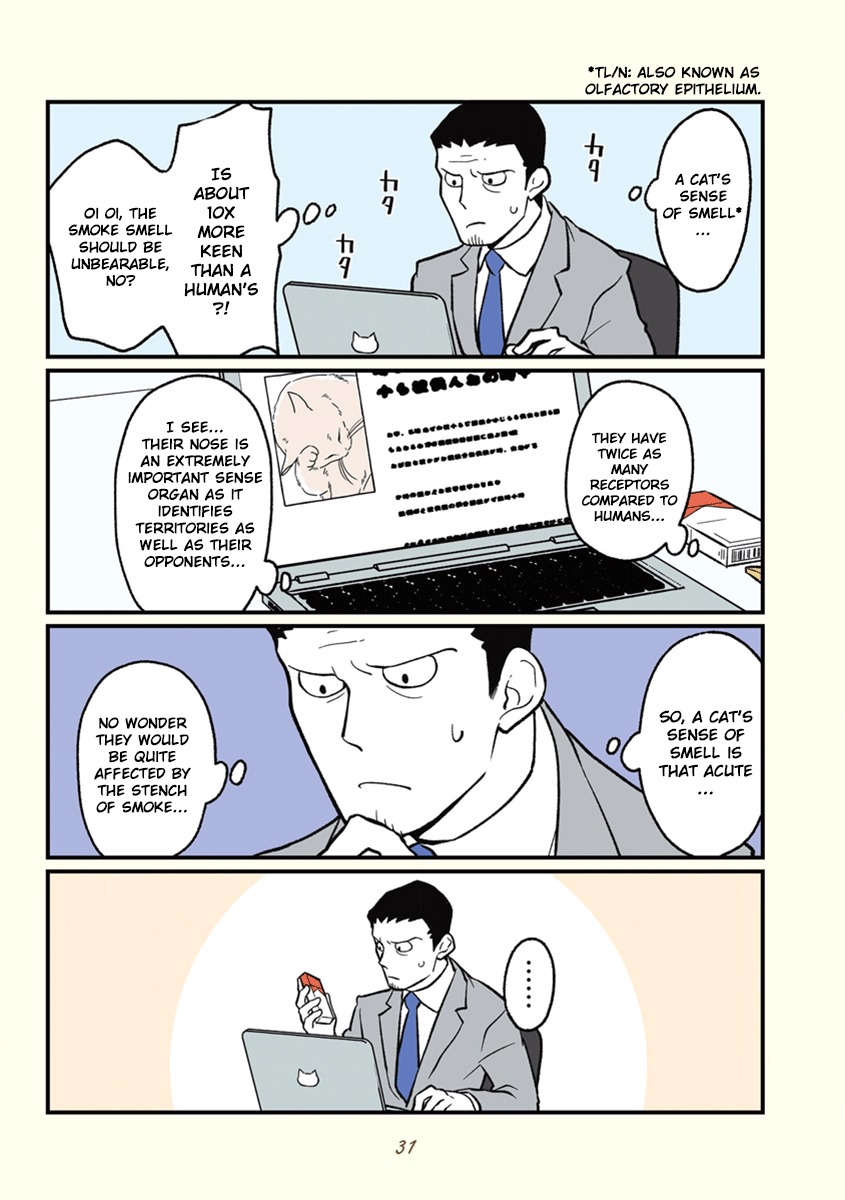 *TL/N: ALSO KNOWN AS
OLFACTORY EPITHELIUM.
A CAT'S
SENSE
OF SMELL*
...
カタ
カタ
カタ
IS
ABOUT
10X
MORE
KEEN
THAN A
HUMAN'S
?!
OI OI, THE
SMOKE SMELL
SHOULD BE
UNBEARABLE,
NO?
THEY HAVE
TWICE AS
MANY
RECEPTORS
COMPARED TO
HUMANS...
I SEE...
THEIR NOSE IS
AN EXTREMELY
IMPORTANT SENSE
ORGAN AS IT
IDENTIFIES
TERRITORIES AS
WELL AS THEIR
OPPONENTS...
SO, A CAT'S
SENSE OF
SMELL IS
THAT ACUTE
...
NO WONDER
THEY WOULD
BE QUITE
AFFECTED BY
THE STENCH
OF SMOKE...
......
31